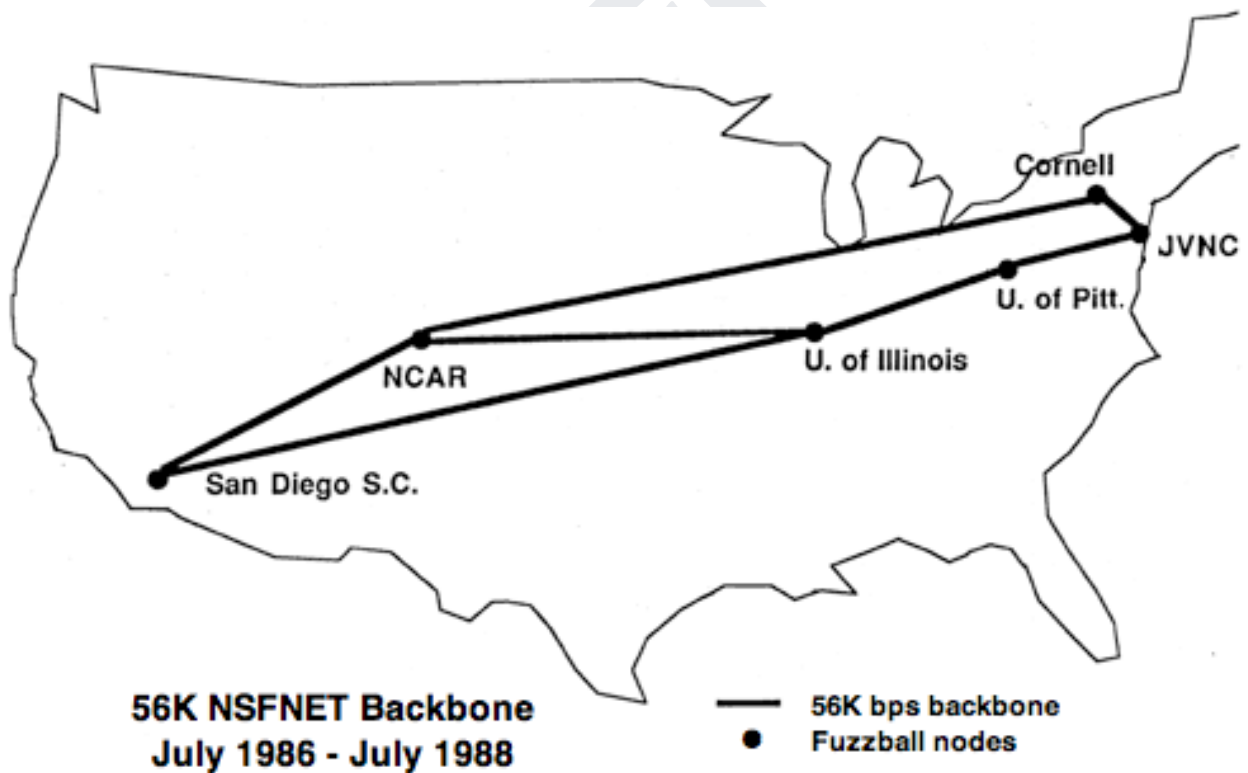 Cornell
JVNC
U. of Pitt.
U. of Illinois
NCAR
San Diego S.C.
56K NSFNET Backbone
July 1986 - July 1988
56K bps backbone
Fuzzball nodes